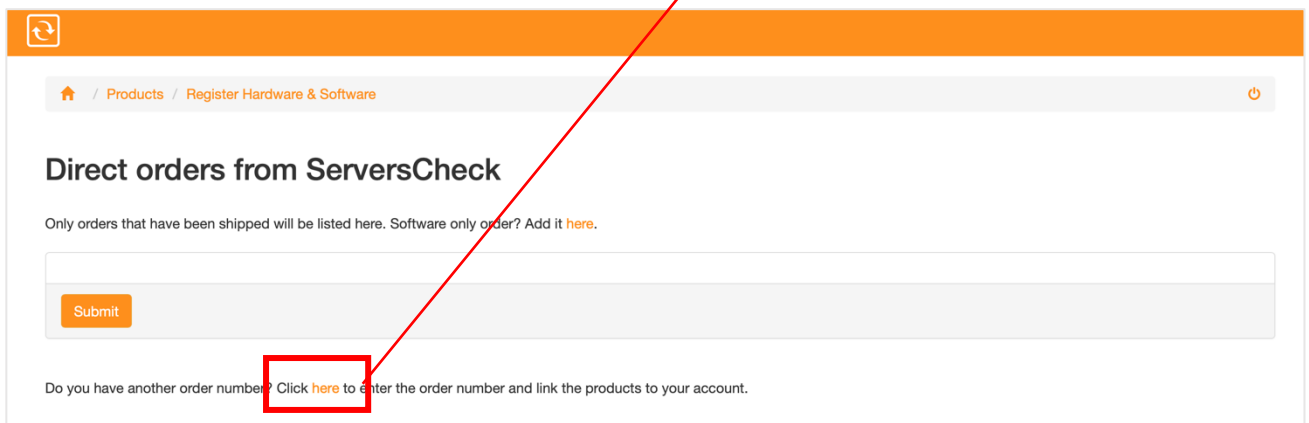 / Products / Register Hardware & Software
Direct orders from ServersCheck
Only orders that have been shipped will be listed here. Software only order? Add it here.
Submit
Do you have another order number? Click here to enter the order number and link the products to your account.